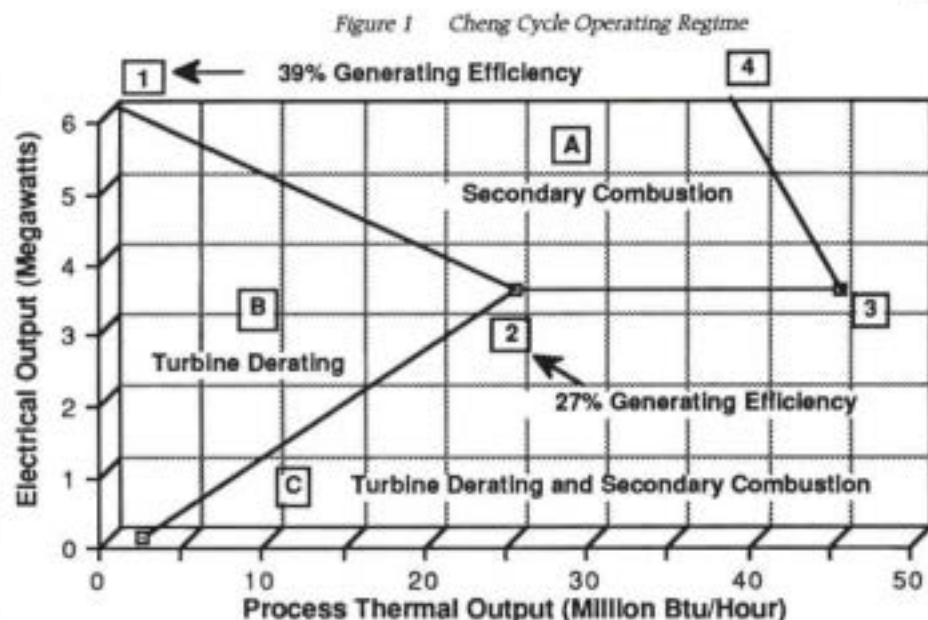 Figure 1 Cheng Cycle Operating Regime
1
39% Generating Efficiency
4
6
A
Secondary Combustion
5
4
B
3
3
2
Turbine Derating
2
27% Generating Efficiency
1
C
Turbine Derating and Secondary Combustion
0
0 10 20 30 40 50
Electrical Output (Megawatts)
Process Thermal Output (Million Btu/Hour)